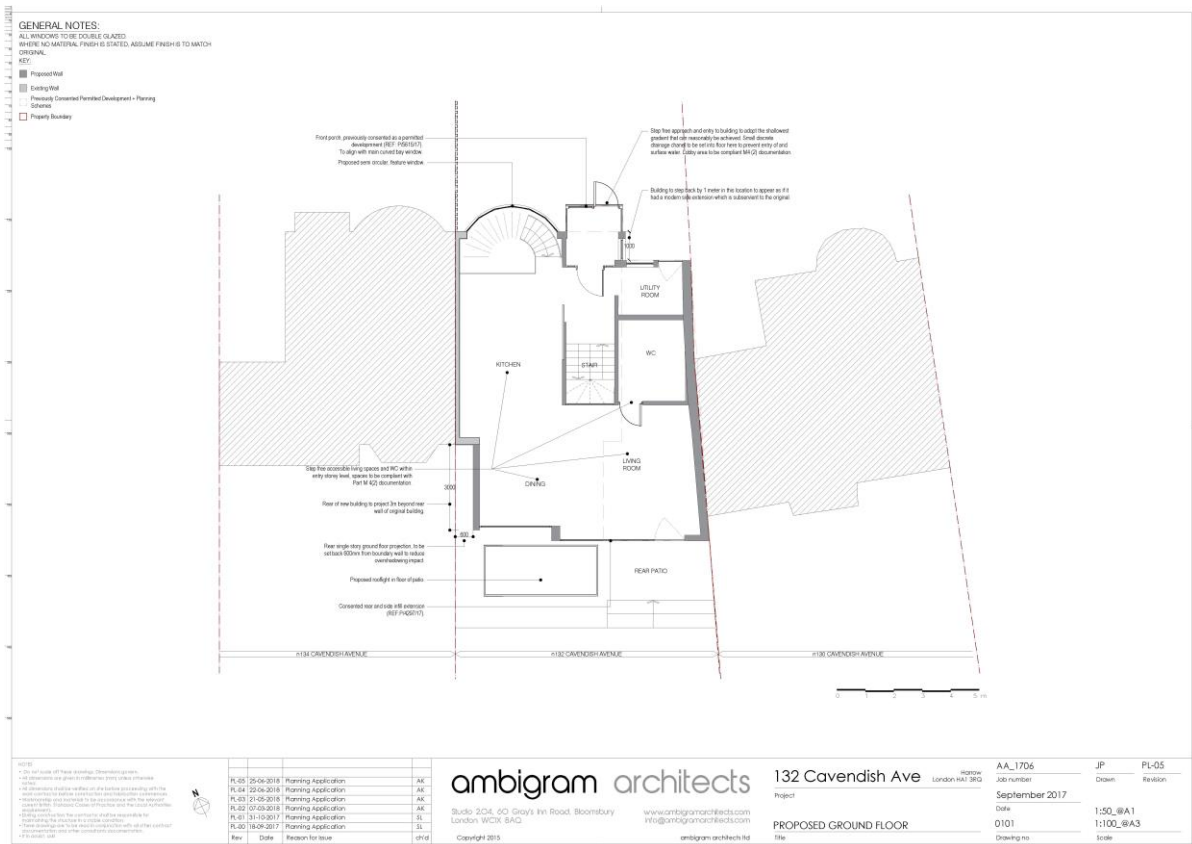 GENERAL NOTES:
ALL WINDOWS TO BE DOUBLE GLAZED
WHERE NO MATERIAL FINISH IS STATED, ASSUME FINISH IS TO MATCH
ORIGINAL.
KEY:
Proposed Wall
Existing Wall
Previously Consented Permitted Development + Planning
Schemes
Property Boundary
Front porch, previously consented as a permitted
development (REF: P/5615/17).
To align with main curved bay window.
Proposed semi circular, feature window.
Step free approach and entry to building to adopt the shallowed
gradient that can reasonably be achieved. Small discrete
drainage chanel to be set into floor here to prevent entry of and
surface water. Lobby area to be compliant M4 (2) documentation.
Building to step back by 1 meter in this location to appear as if it
had a modern side extension which is subservient to the original
1000
UTILITY
ROOM
WC
KITCHEN
STAIR
LIVING
ROOM
DINING
Step free accessible living spaces and WC within
entry storey level, spaces to be compliant with
Part M 4(2) documentation
3000
Rear of new building to project 3m beyond rear
wall of original building.
600
Rear single story ground floor projection, to be
set back 600mm from boundary wall to reduce
overshadowing impact.
Proposed rooflight in floor of patio
REAR PATIO
Consented rear and side infill extension
n134 CAVENDISH AVENUE
n132 CAVENDISH AVENUE
n130 CAVENDISH AVENUE
0 1 2 3 4 5 m
NOTES
N
PL-05 25-06-2018 Planning Application AK
PL-04 22-06-2018 Planning Application AK
PL-03 21-05-2018 Planning Application AK
PL-02 07-03-2018 Planning Application AK
PL-01 31-10-2017 Planning Application SL
PL-00 18-09-2017 Planning Application SL
Rev Date Reason for Issue ch'd
ambigram architects
Studio 204, 60 Gray's Inn Road, Bloomsbury
London, WC1X 8AQ
www.ambigramarchitects.com
info@ambigramarchitects.com
Copyright 2015
ambigram architects ltd
132 Cavendish Ave
Harrow
London HA1 3RG
Project
PROPOSED GROUND FLOOR
Title
AA_1706
Job number
JP
Drawn
PL-05
Revision
September 2017
Date
0101
Drawing no
1:50_@A1
1:100_@A3
Scale